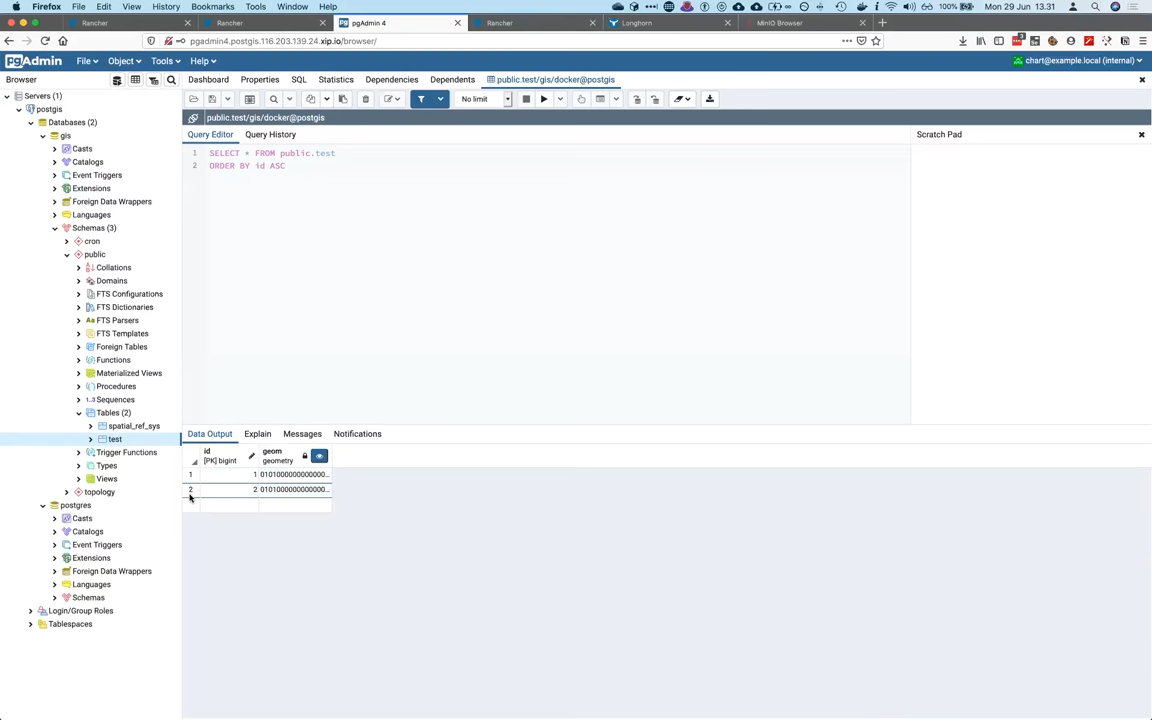 Firefox File Edit View History Bookmarks Tools Window Help 100% Mon 29 Jun 13.31
Rancher Rancher pgAdmin 4 Rancher Longhorn MinIO Browser
pgadmin4.postgis.116.203.139.24.xip.io/browser/
pgAdmin File Object Tools Help chart@example.local (internal)
Browser Dashboard Properties SQL Statistics Dependencies Dependents public.test/gis/docker@postgis
Servers (1)
postgis
Databases (2)
gis
Casts
Catalogs
Event Triggers
Extensions
Foreign Data Wrappers
Languages
Schemas (3)
cron
public
Collations
Domains
FTS Configurations
FTS Dictionaries
FTS Parsers
FTS Templates
Foreign Tables
Functions
Materialized Views
Procedures
1..3 Sequences
Tables (2)
spatial_ref_sys
test
Trigger Functions
Types
Views
topology
postgres
Casts
Catalogs
Event Triggers
Extensions
Foreign Data Wrappers
Languages
Schemas
Login/Group Roles
Tablespaces
No limit
public.test/gis/docker@postgis
Query Editor Query History Scratch Pad
1 SELECT * FROM public.test
2 ORDER BY id ASC
Data Output Explain Messages Notifications
id geom
[PK] bigint geometry
1 1 0101000000000000...
2 2 0101000000000000...